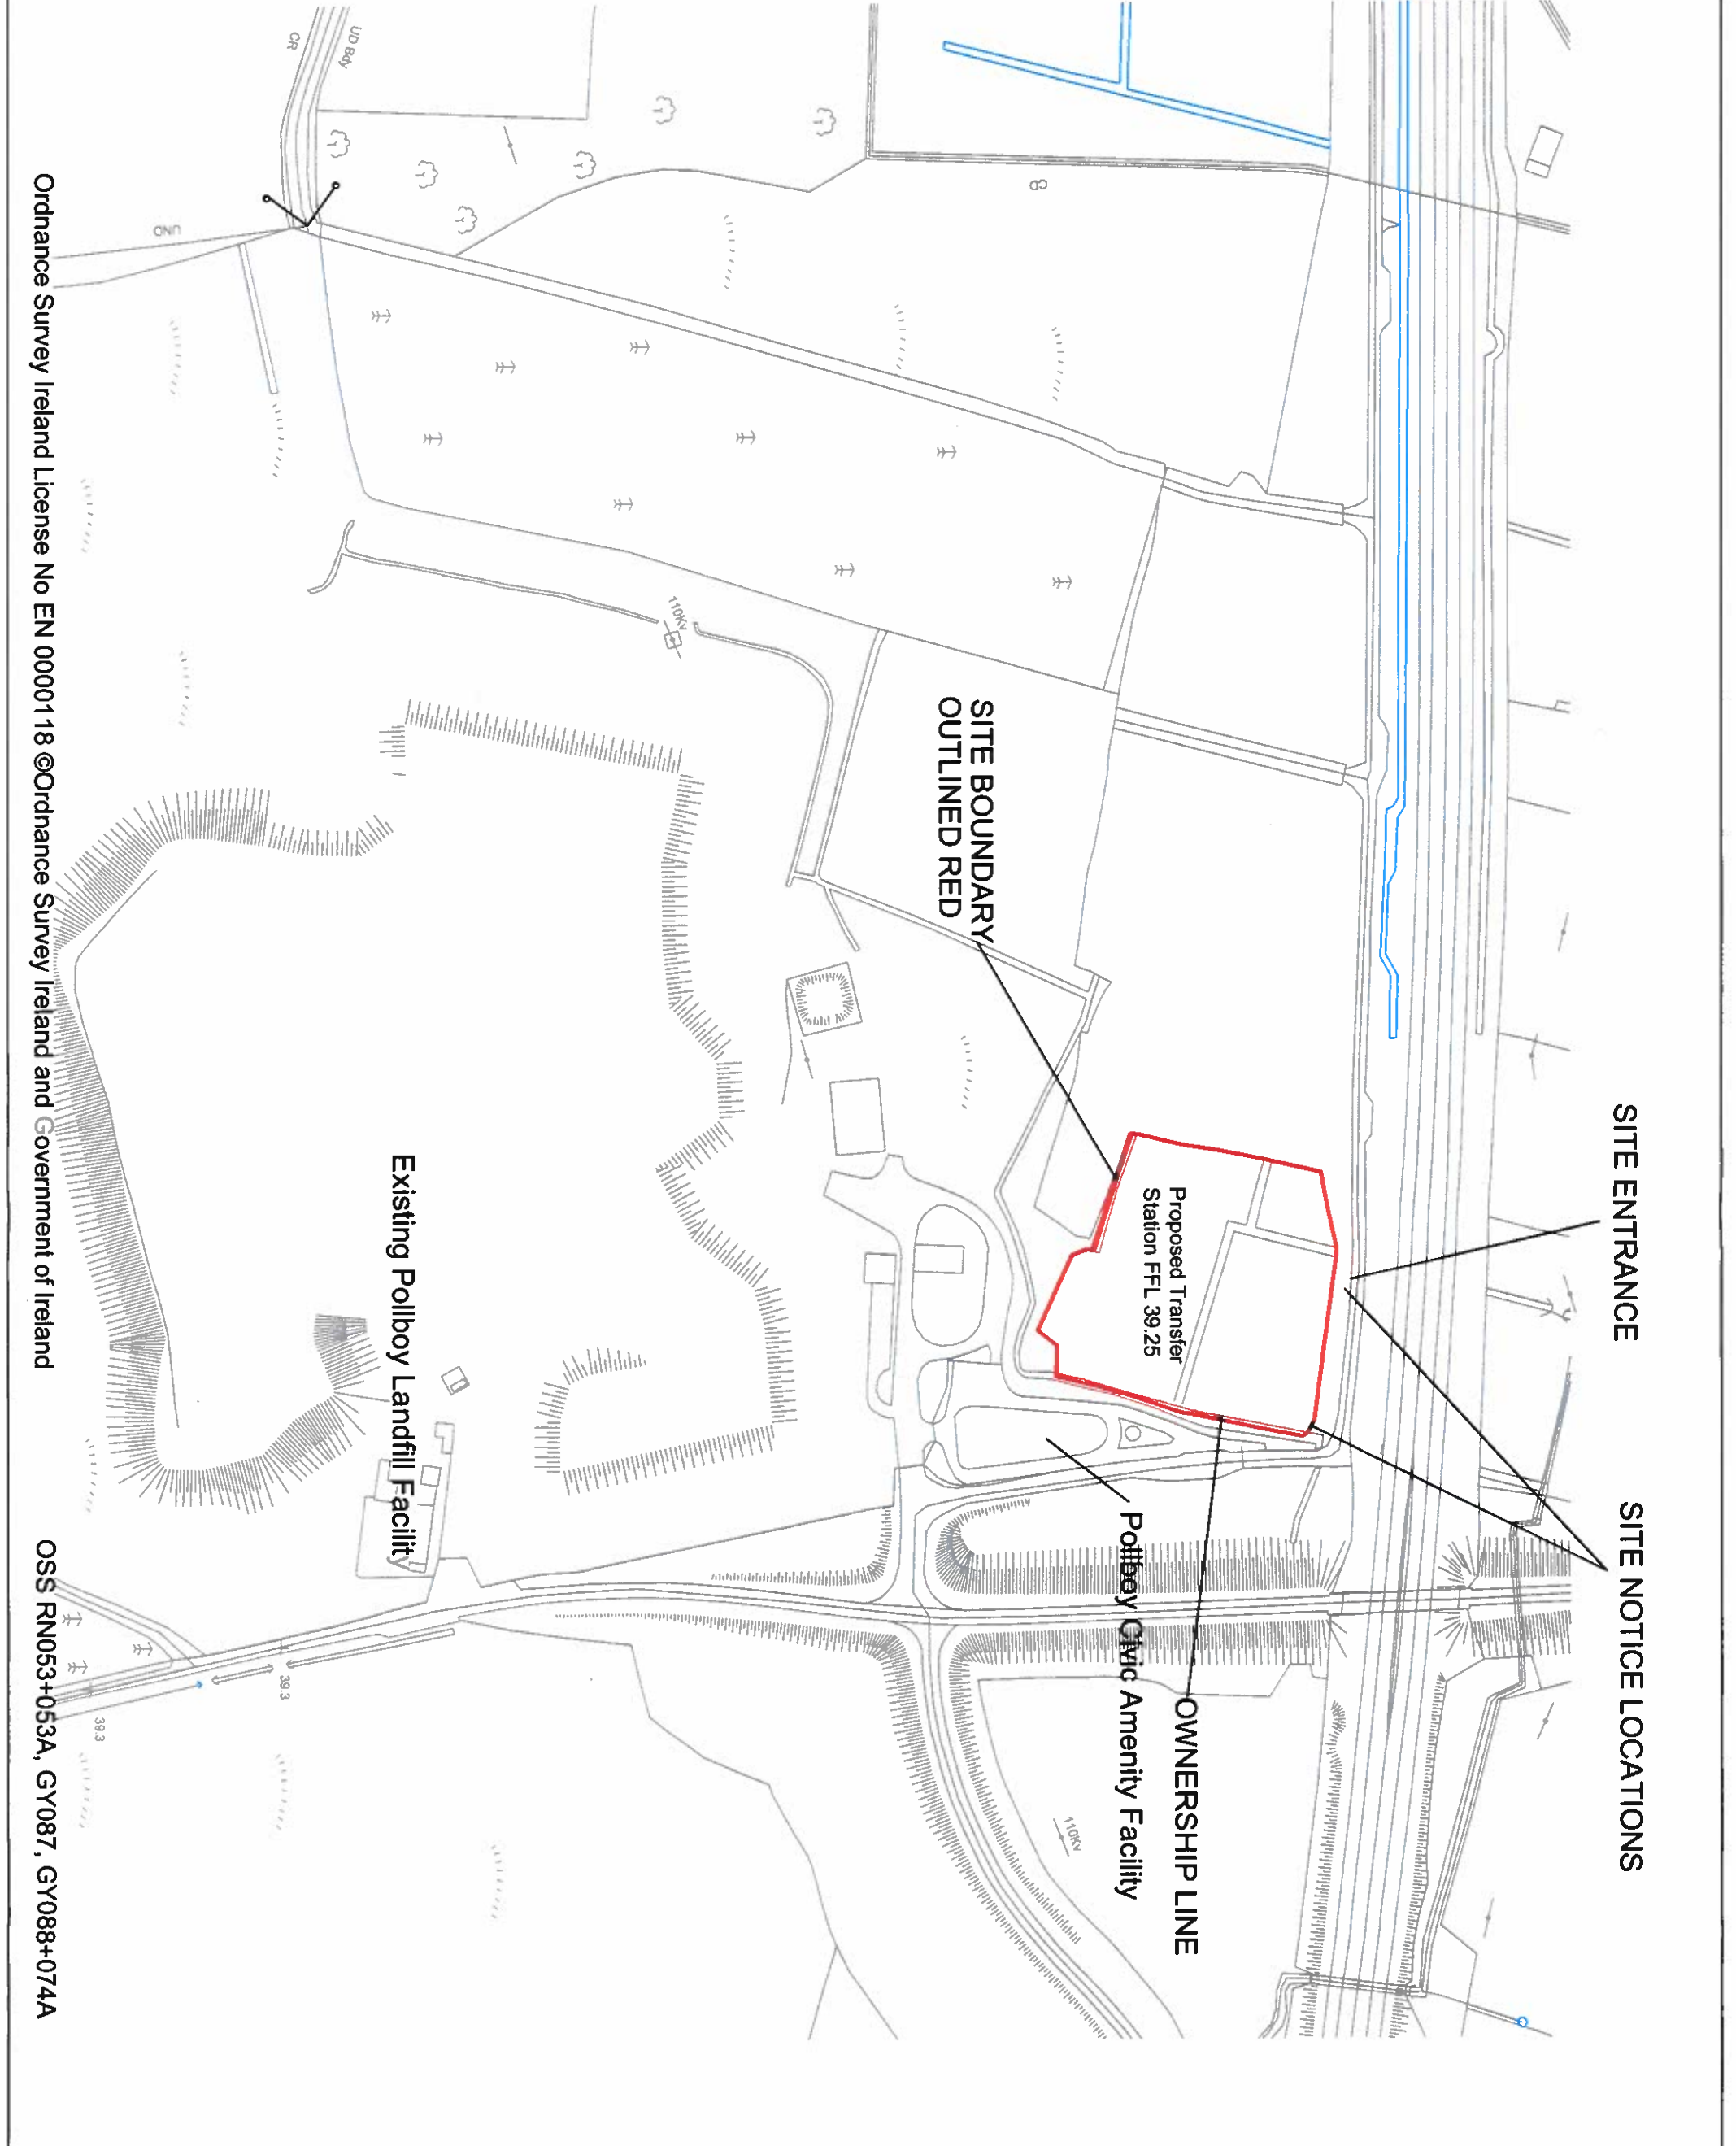 SITE ENTRANCE
SITE NOTICE LOCATIONS
SITE BOUNDARY
OUTLINED RED
Proposed Transfer
Station FFL 39.25
OWNERSHIP LINE
Pollboy Civic Amenity Facility
110Kv
110Kv
Existing Pollboy Landfill Facility
UD Bdy
CR
UND
39.3
39.3
Ordnance Survey Ireland License No EN 0000118 ©Ordnance Survey Ireland and Government of Ireland
OSS RN053+053A, GY087, GY088+074A